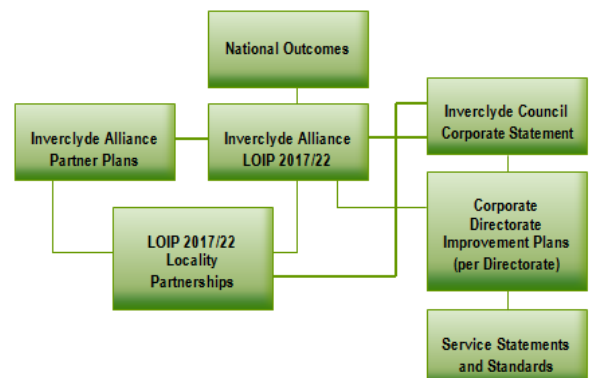 National Outcomes
Inverclyde Alliance
Partner Plans
Inverclyde Alliance
LOIP 2017/22
Inverclyde Council
Corporate Statement
LOIP 2017/22
Locality
Partnerships
Corporate
Directorate
Improvement Plans
(per Directorate)
Service Statements
and Standards